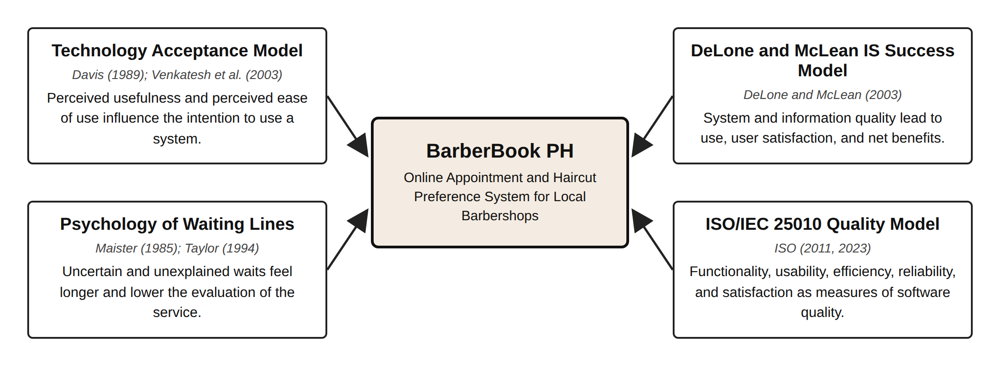 Technology Acceptance Model
Davis (1989); Venkatesh et al. (2003)
Perceived usefulness and perceived ease
of use influence the intention to use a
system.
DeLone and McLean IS Success
Model
DeLone and McLean (2003)
System and information quality lead to
use, user satisfaction, and net benefits.
BarberBook PH
Online Appointment and Haircut
Preference System for Local
Barbershops
Psychology of Waiting Lines
Maister (1985); Taylor (1994)
Uncertain and unexplained waits feel
longer and lower the evaluation of the
service.
ISO/IEC 25010 Quality Model
ISO (2011, 2023)
Functionality, usability, efficiency, reliability,
and satisfaction as measures of software
quality.